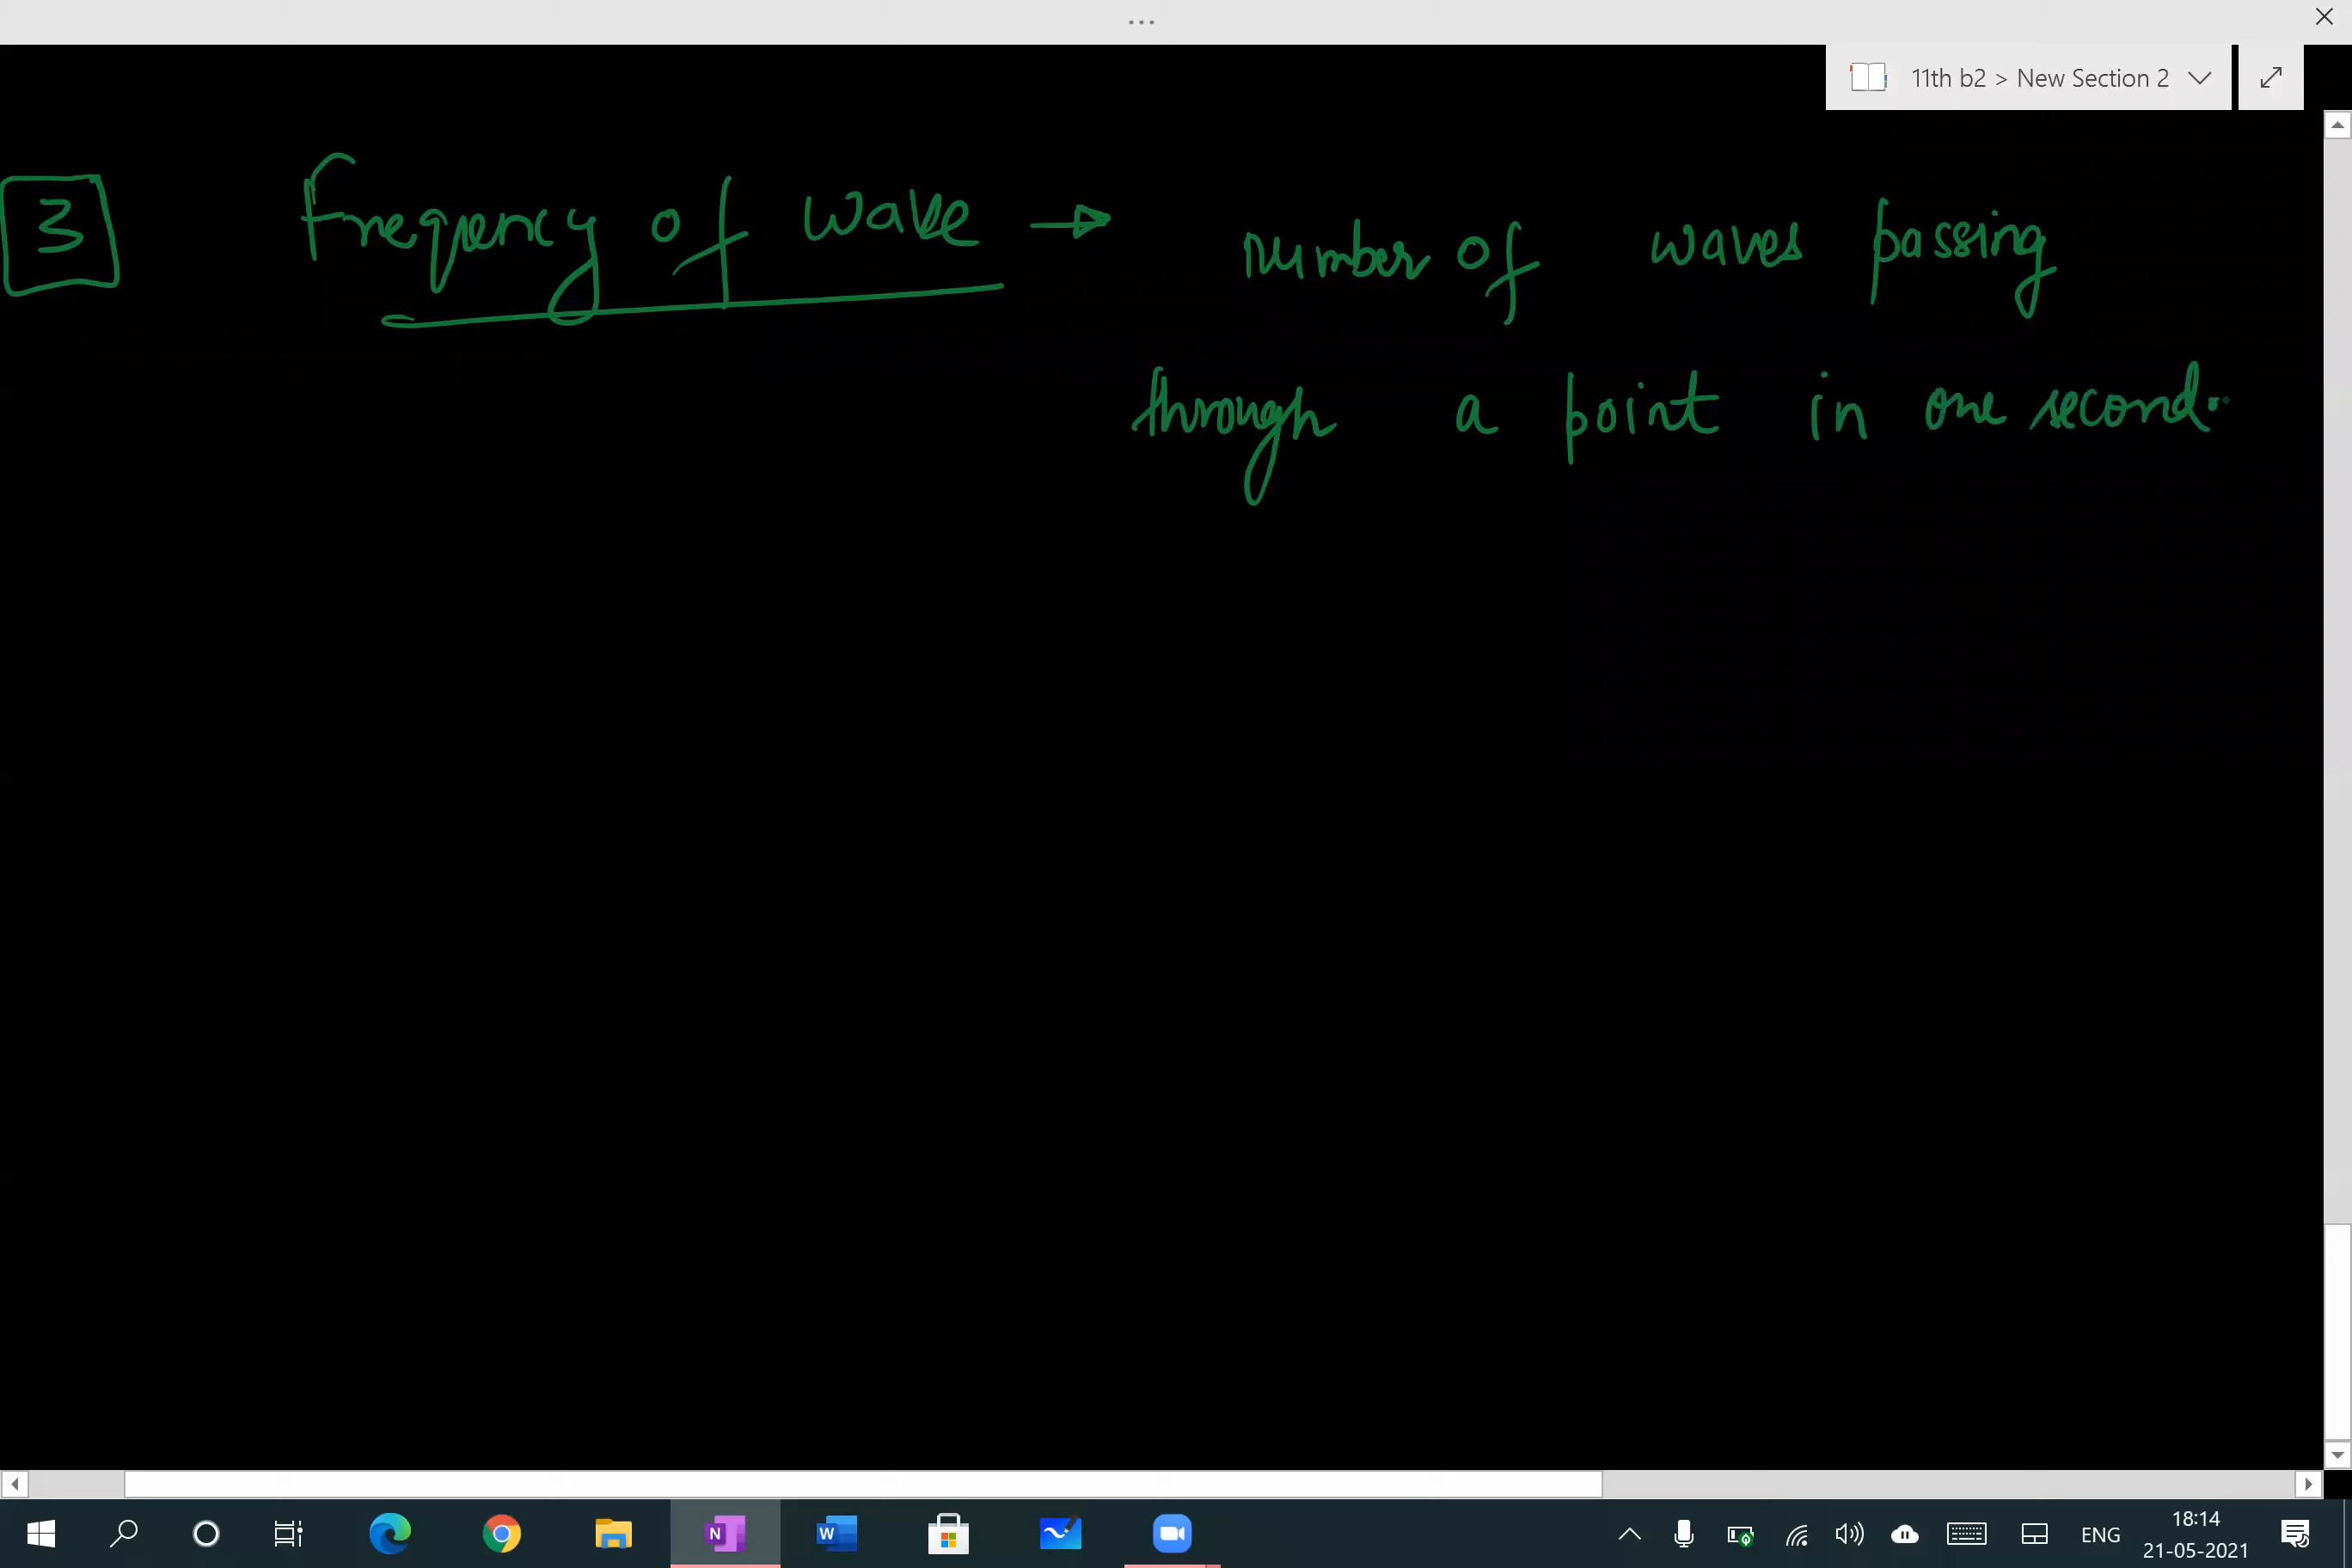 11th b2 > New Section 2
3 Frequency of wave → number of waves passing
through a point in one second.
ENG
18:14
21-05-2021